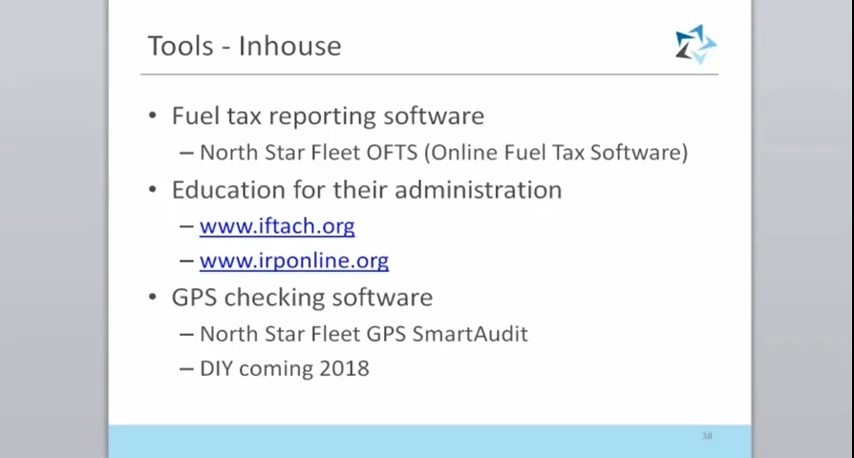 Tools - Inhouse
• Fuel tax reporting software
– North Star Fleet OFTS (Online Fuel Tax Software)
• Education for their administration
– www.iftach.org
– www.irponline.org
• GPS checking software
– North Star Fleet GPS SmartAudit
– DIY coming 2018
38